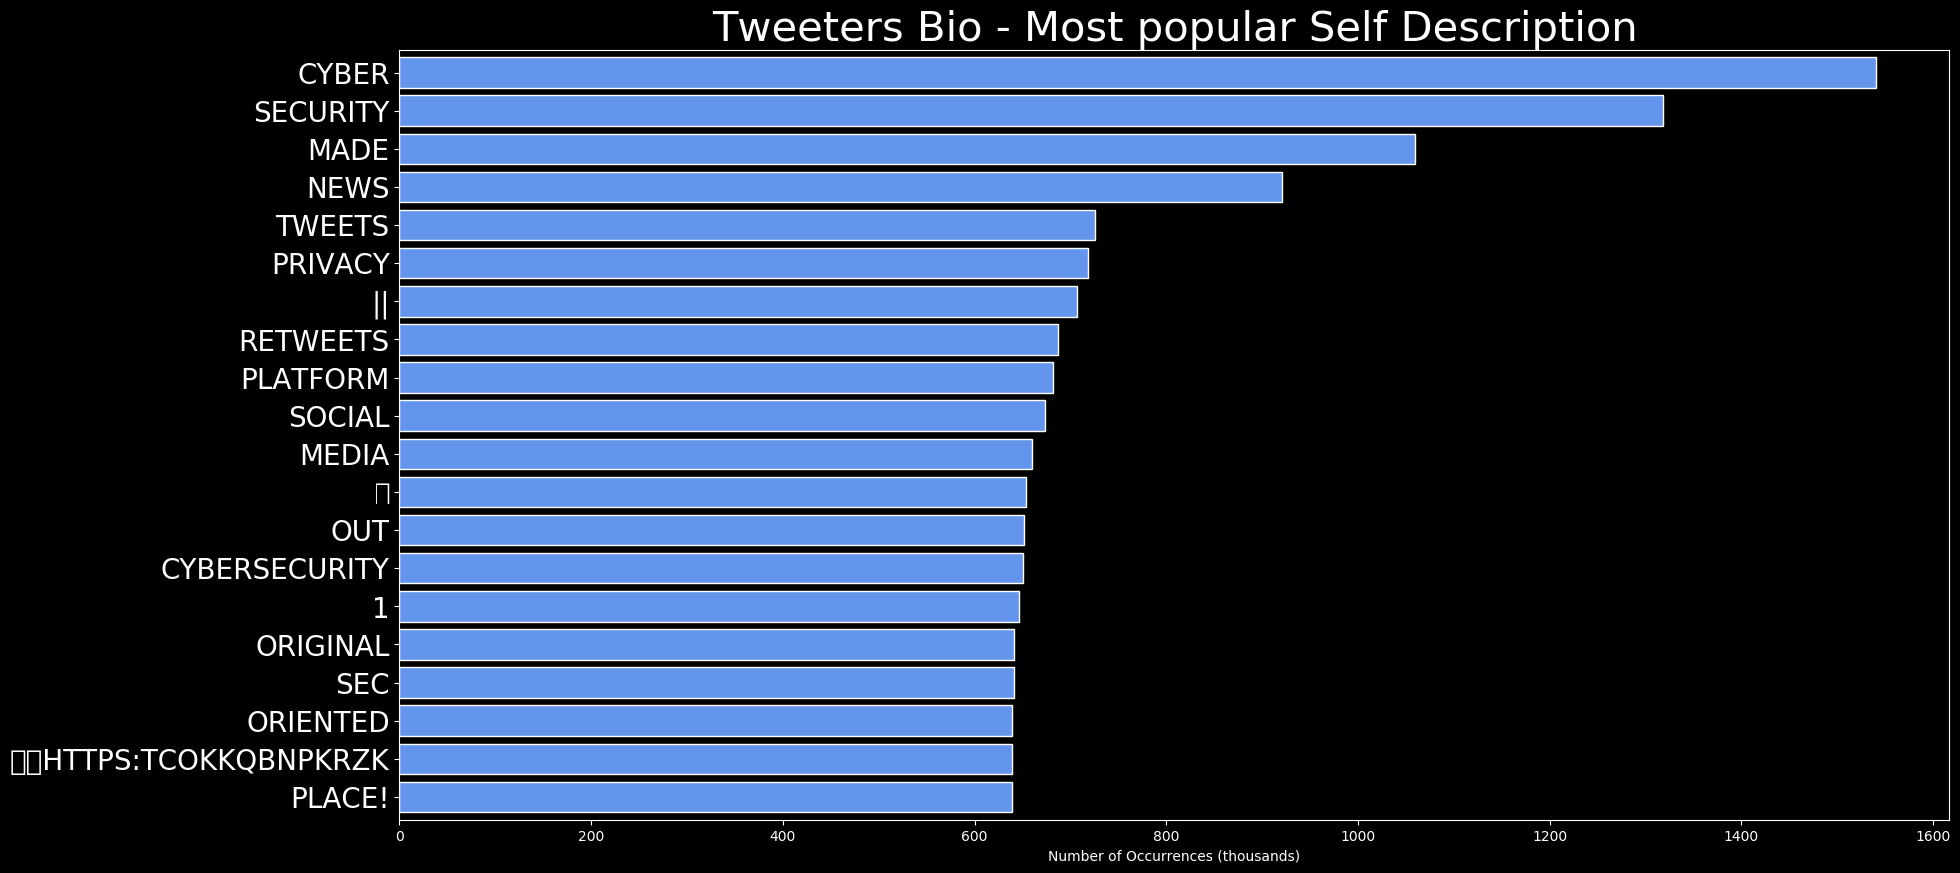 Tweeters Bio - Most popular Self Description
CYBER
SECURITY
MADE
NEWS
TWEETS
PRIVACY
||
RETWEETS
PLATFORM
SOCIAL
MEDIA
▯
OUT
CYBERSECURITY
1
ORIGINAL
SEC
ORIENTED
▯▯HTTPS:TCOKKQBNPKRZK
PLACE!
0 200 400 600 800 1000 1200 1400 1600
Number of Occurrences (thousands)